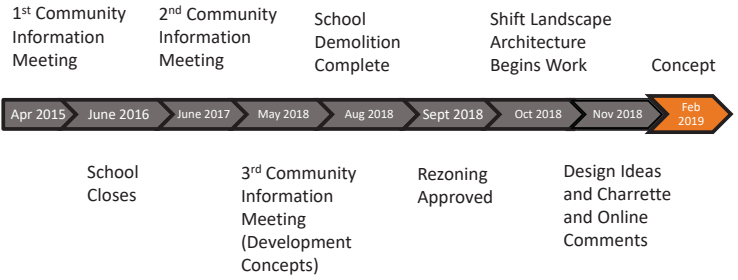 1st Community
Information
Meeting
2nd Community
Information
Meeting
School
Demolition
Complete
Shift Landscape
Architecture
Begins Work
Concept
Apr 2015
June 2016
June 2017
May 2018
Aug 2018
Sept 2018
Oct 2018
Nov 2018
Feb
2019
School
Closes
3rd Community
Information
Meeting
(Development
Concepts)
Rezoning
Approved
Design Ideas
and Charrette
and Online
Comments